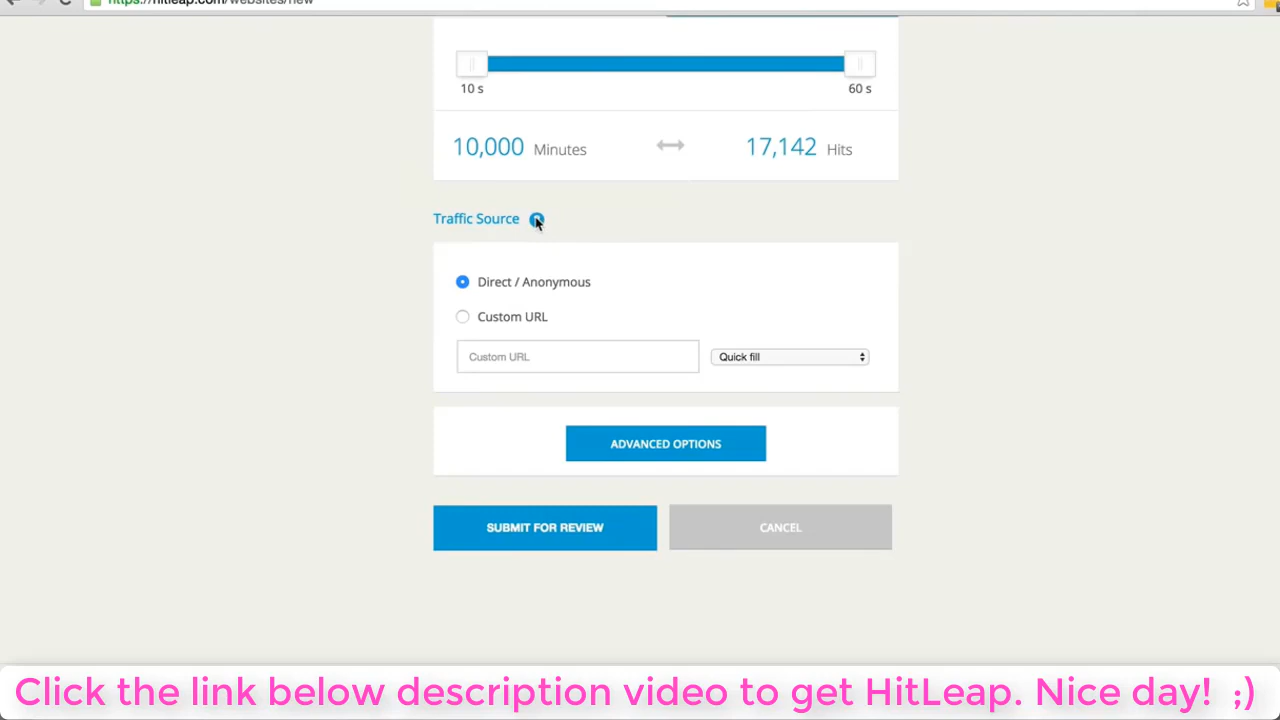 https://hitleap.com/websites/new
10 s 60 s
10,000 Minutes 17,142 Hits
Traffic Source
Direct / Anonymous
Custom URL
Custom URL Quick fill
ADVANCED OPTIONS
SUBMIT FOR REVIEW CANCEL
Click the link below description video to get HitLeap. Nice day! ;)